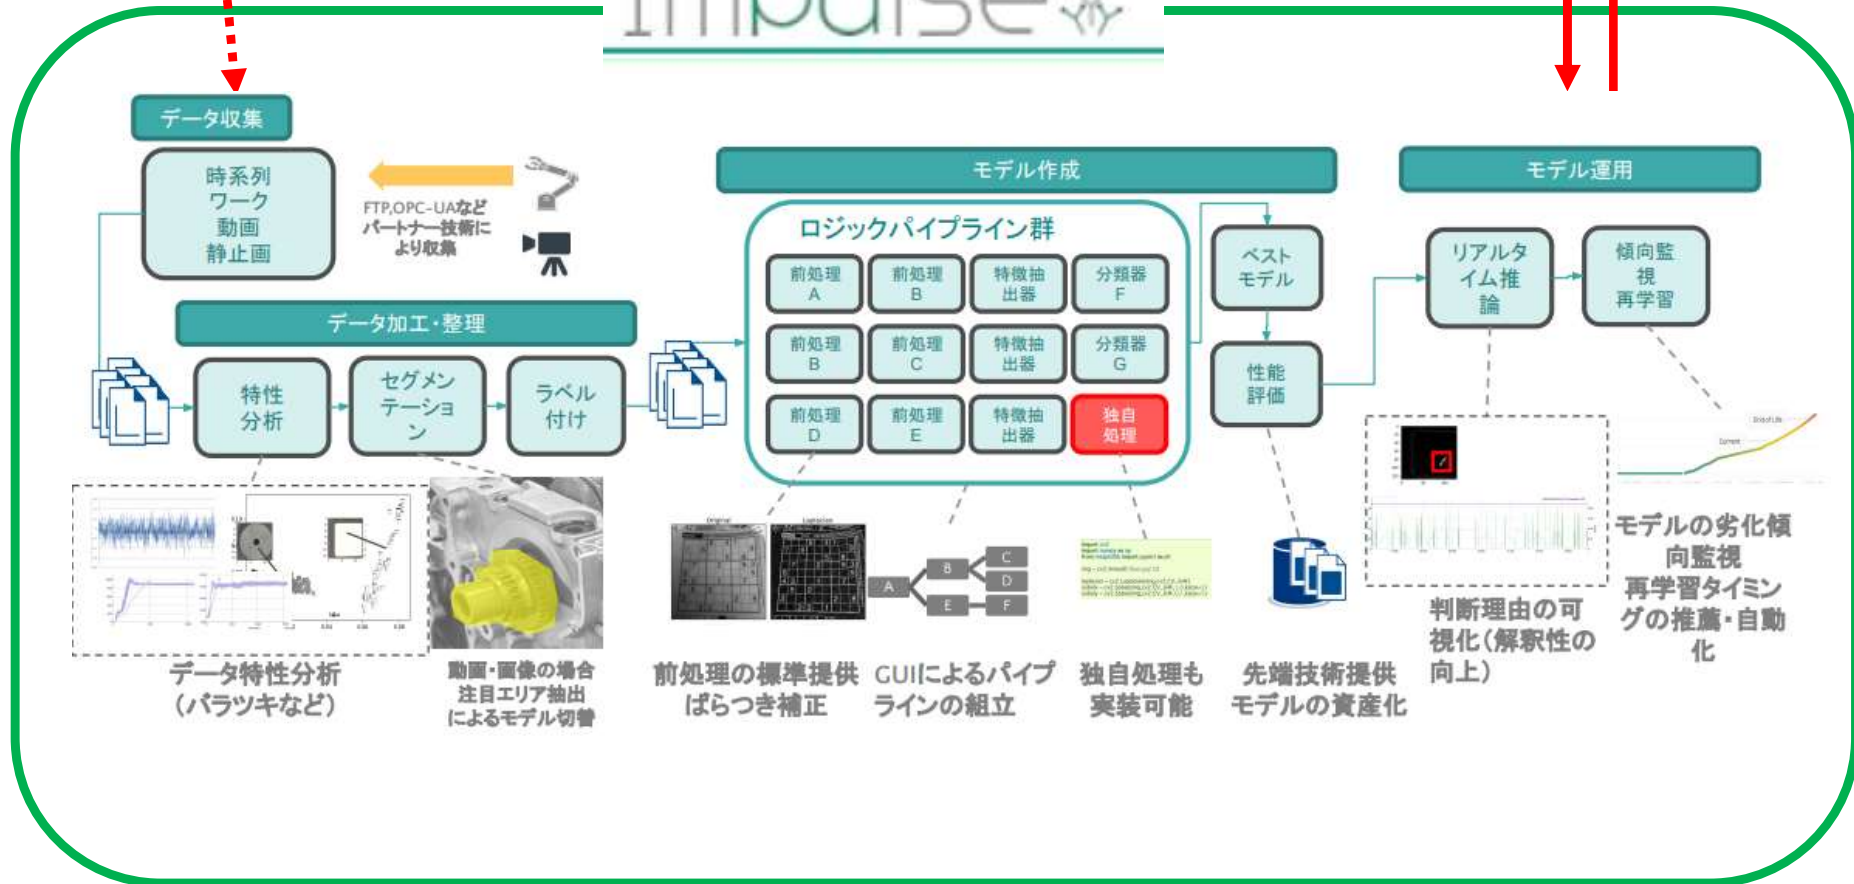 Impulse
データ収集
時系列
ワーク
動画
静止画
FTP,OPC-UAなど
パートナー技術に
より収集
データ加工・整理
特性
分析
セグメン
テーショ
ン
ラベル
付け
データ特性分析
（バラツキなど）
動画・画像の場合
注目エリア抽出
によるモデル切替
モデル作成
ロジックパイプライン群
前処理
A
前処理
B
特徴抽
出器
分類器
F
前処理
B
前処理
C
特徴抽
出器
分類器
G
前処理
D
前処理
E
特徴抽
出器
独自
処理
ベスト
モデル
性能
評価
Original
Laplacian
A
B
C
D
E
F
前処理の標準提供
ばらつき補正
GUIによるパイプ
ラインの組立
独自処理も
実装可能
先端技術提供
モデルの資産化
モデル運用
リアルタ
イム推
論
傾向監
視
再学習
End of Life
Current
判断理由の可
視化（解釈性の
向上）
モデルの劣化傾
向監視
再学習タイミン
グの推薦・自動
化